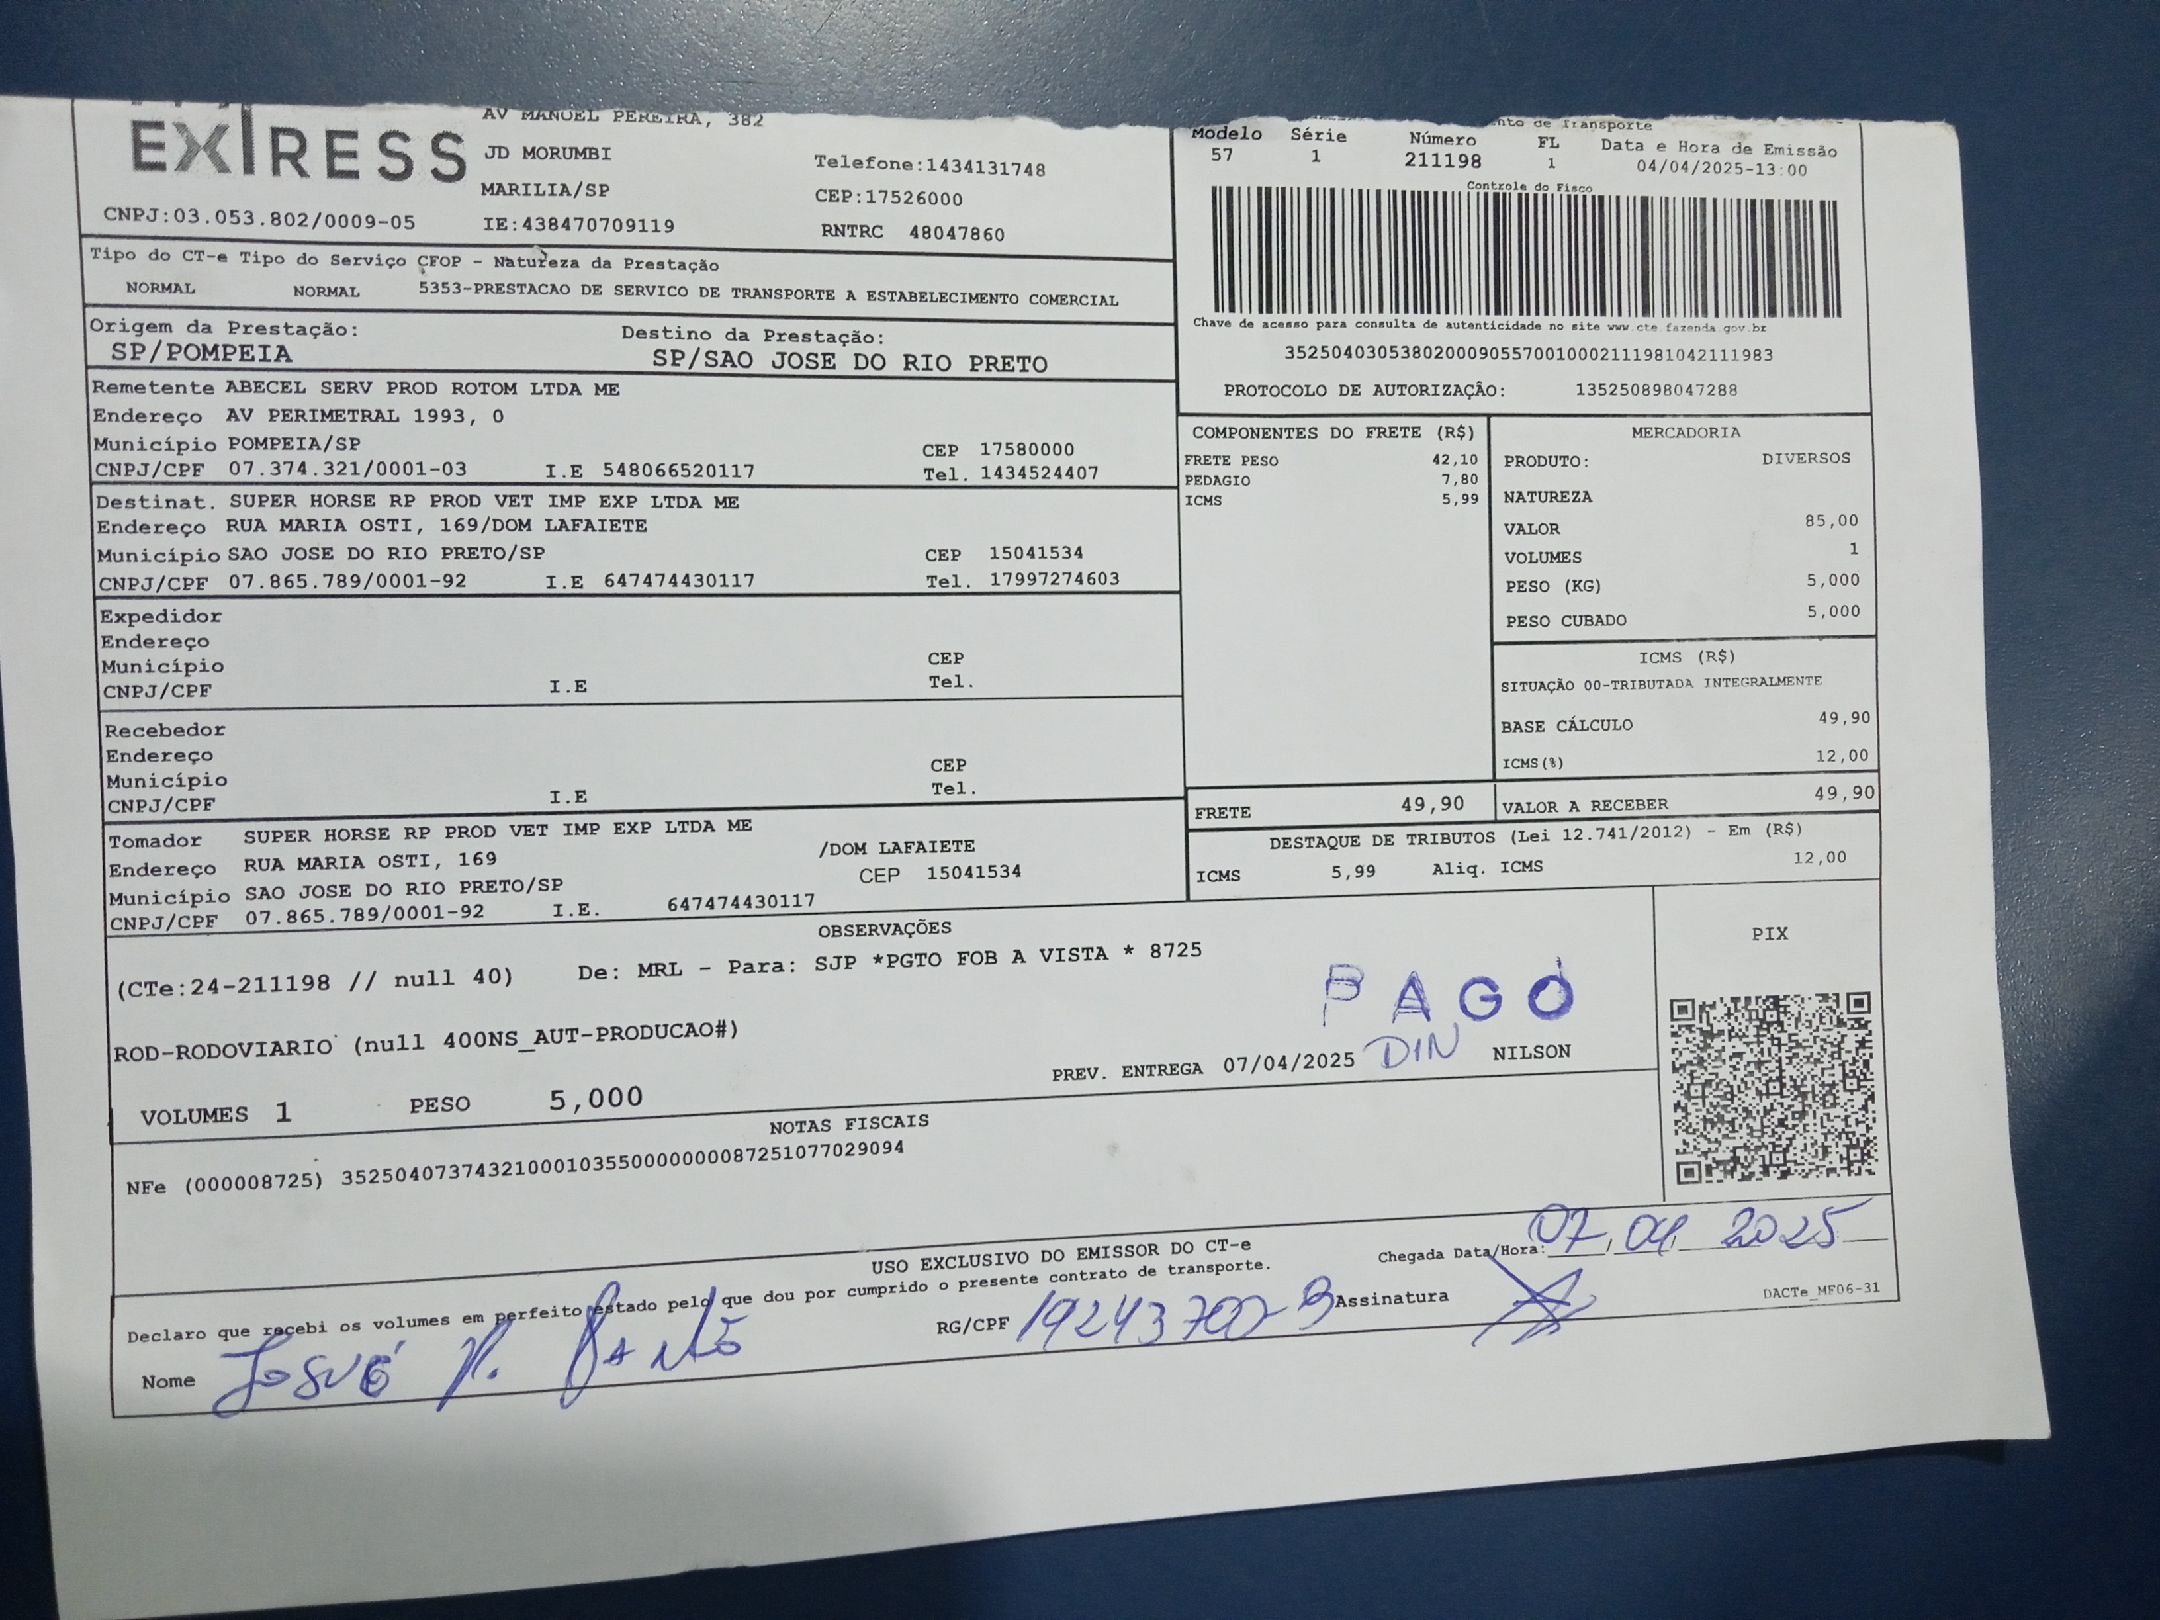 EXPRESS
AV MANOEL PEREIRA, 382
JD MORUMBI
Telefone:1434131748
MARILIA/SP
CEP:17526000
CNPJ:03.053.802/0009-05
IE:438470709119
RNTRC 48047860
nto de Transporte
Modelo Série Número FL Data e Hora de Emissão
57 1 211198 1 04/04/2025-13:00
Controle do Fisco
Chave de acesso para consulta de autenticidade no site www.cte.fazenda.gov.br
35250403053802000905570010002111981042111983
PROTOCOLO DE AUTORIZAÇÃO: 135250898047288
Tipo do CT-e Tipo do Serviço CFOP - Natureza da Prestação
NORMAL NORMAL 5353-PRESTACAO DE SERVICO DE TRANSPORTE A ESTABELECIMENTO COMERCIAL
Origem da Prestação: Destino da Prestação:
SP/POMPEIA SP/SAO JOSE DO RIO PRETO
Remetente ABECEL SERV PROD ROTOM LTDA ME
Endereço AV PERIMETRAL 1993, 0
Município POMPEIA/SP CEP 17580000
CNPJ/CPF 07.374.321/0001-03 I.E 548066520117 Tel. 1434524407
Destinat. SUPER HORSE RP PROD VET IMP EXP LTDA ME
Endereço RUA MARIA OSTI, 169/DOM LAFAIETE
Município SAO JOSE DO RIO PRETO/SP CEP 15041534
CNPJ/CPF 07.865.789/0001-92 I.E 647474430117 Tel. 17997274603
Expedidor
Endereço
Município CEP
CNPJ/CPF I.E Tel.
Recebedor
Endereço
Município CEP
CNPJ/CPF I.E Tel.
Tomador SUPER HORSE RP PROD VET IMP EXP LTDA ME
Endereço RUA MARIA OSTI, 169 /DOM LAFAIETE
Município SAO JOSE DO RIO PRETO/SP CEP 15041534
CNPJ/CPF 07.865.789/0001-92 I.E. 647474430117
COMPONENTES DO FRETE (R$)
FRETE PESO 42,10
PEDAGIO 7,80
ICMS 5,99
MERCADORIA
PRODUTO: DIVERSOS
NATUREZA
VALOR 85,00
VOLUMES 1
PESO (KG) 5,000
PESO CUBADO 5,000
ICMS (R$)
SITUAÇÃO 00-TRIBUTADA INTEGRALMENTE
BASE CÁLCULO 49,90
ICMS(%) 12,00
FRETE 49,90 VALOR A RECEBER 49,90
DESTAQUE DE TRIBUTOS (Lei 12.741/2012) - Em (R$)
ICMS 5,99 Aliq. ICMS 12,00
OBSERVAÇÕES
(CTe:24-211198 // null 40) De: MRL - Para: SJP *PGTO FOB A VISTA * 8725
PAGO
ROD-RODOVIARIO (null 400NS_AUT-PRODUCAO#)
PREV. ENTREGA 07/04/2025 DIN NILSON
VOLUMES 1 PESO 5,000
PIX
NOTAS FISCAIS
NFe (000008725) 35250407374321000103550000000087251077029094
USO EXCLUSIVO DO EMISSOR DO CT-e
Chegada Data/Hora: 07/04/2025
Declaro que recebi os volumes em perfeito estado pelo que dou por cumprido o presente contrato de transporte.
Nome Josué
RG/CPF
Assinatura
DACTe_MF06-31